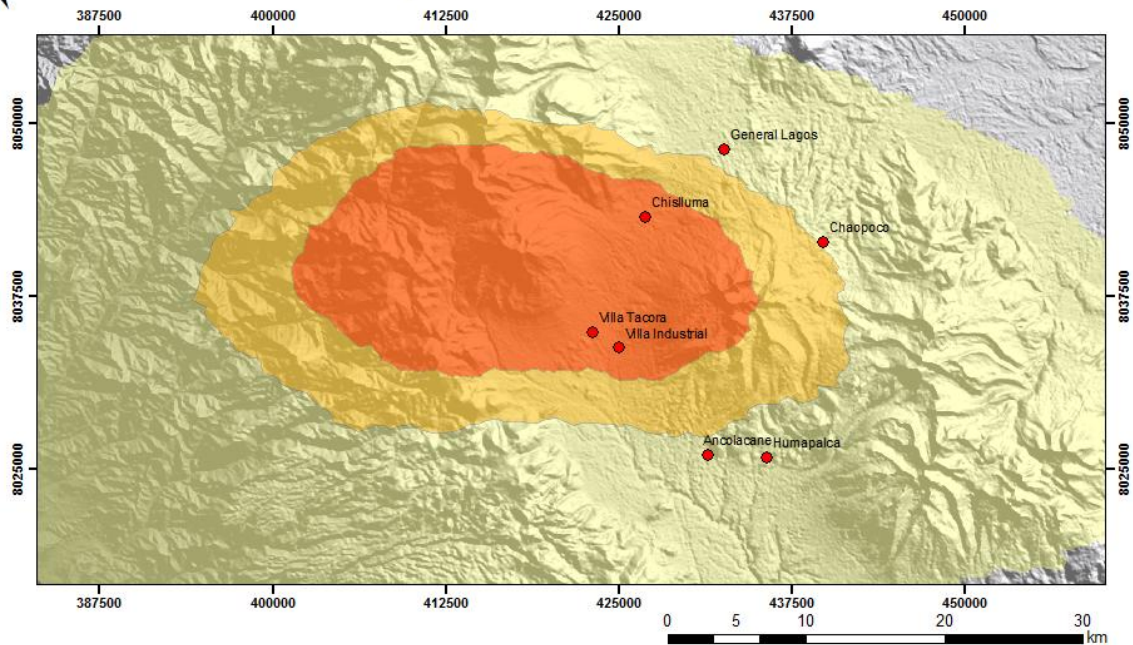 387500 400000 412500 425000 437500 450000
8050000 8050000
General Lagos
Chislluma
Chaopoco
8037500 8037500
Villa Tacora
Villa Industrial
Ancolacane Humapalca
8025000 8025000
387500 400000 412500 425000 437500 450000
0 5 10 20 30
km